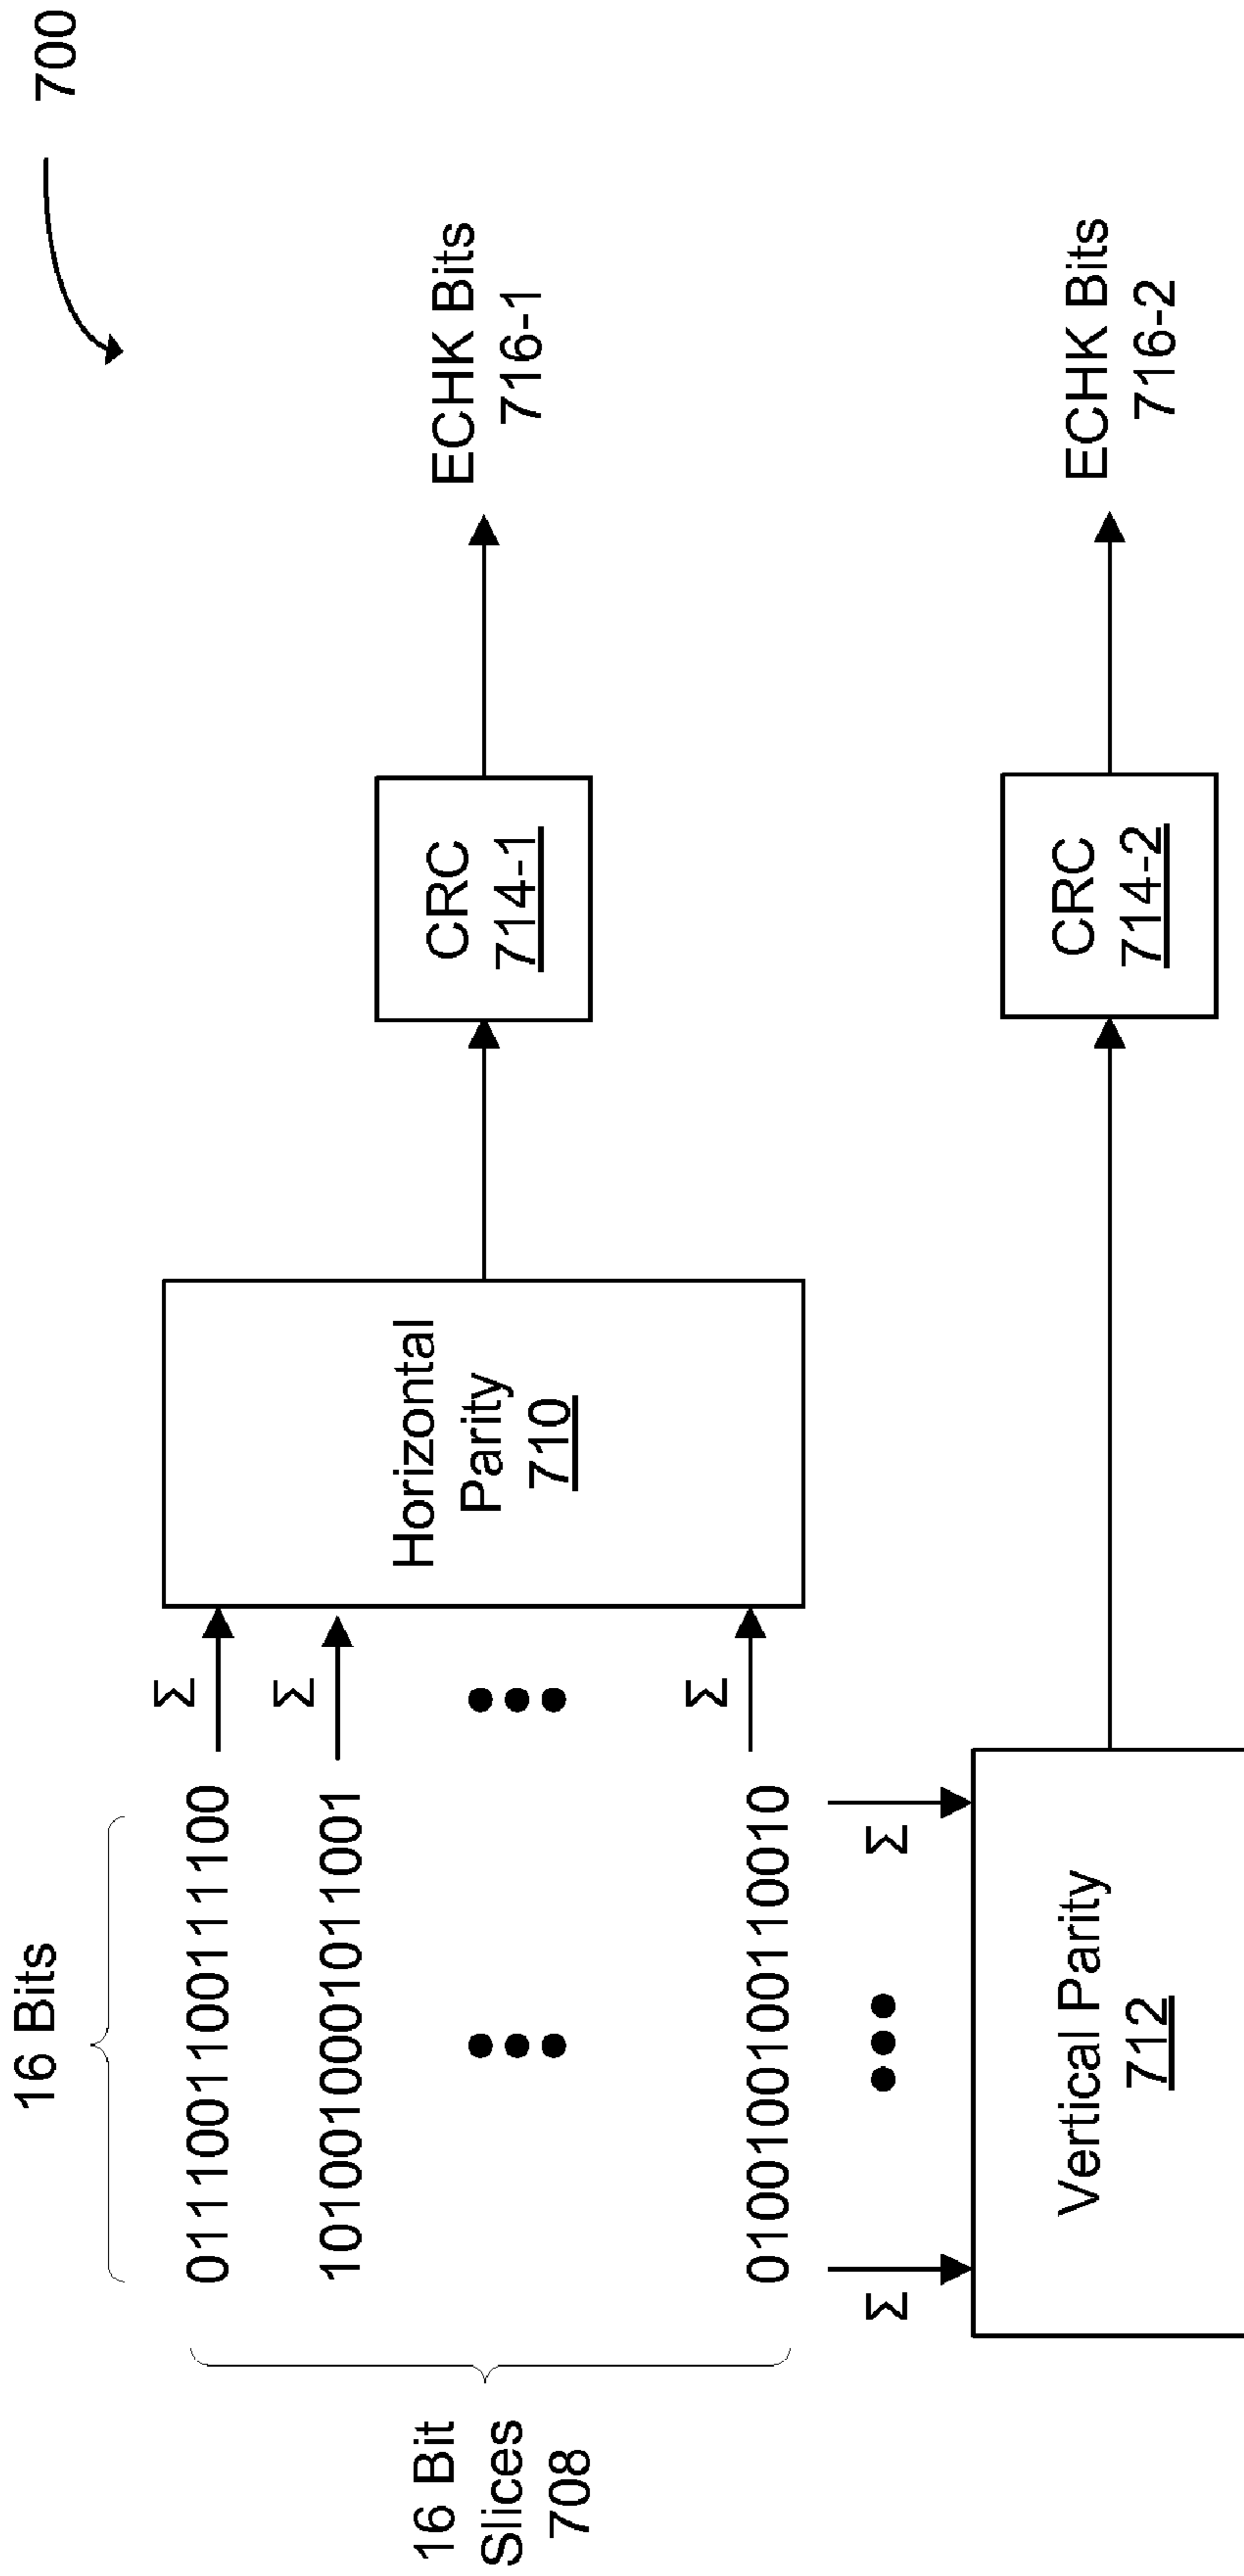 700
16 Bits
0111001100111100
Σ
1010010001011001
Σ
16 Bit
Slices
708
Horizontal
Parity
710
CRC
714-1
ECHK Bits
716-1
0100100100110010
Σ
Σ
Σ
Vertical Parity
712
CRC
714-2
ECHK Bits
716-2